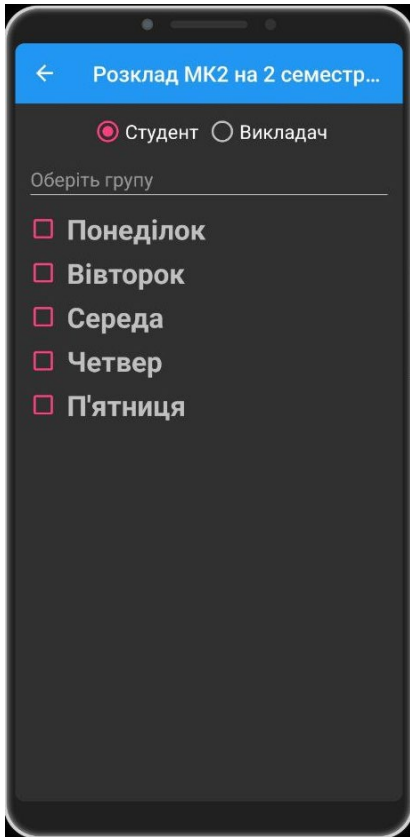 Розклад МК2 на 2 семестр...
Студент Викладач
Оберіть групу
Понеділок
Вівторок
Середа
Четвер
П'ятниця